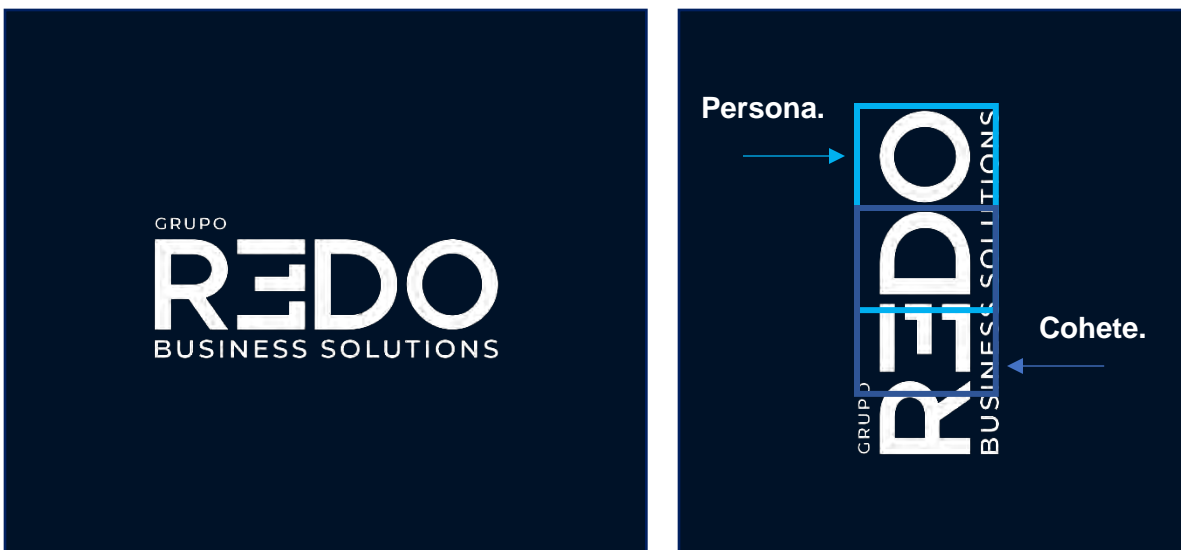 GRUPO
REDO
BUSINESS SOLUTIONS
Persona.
Cohete.
GRUPO
REDO
BUSINESS SOLUTIONS